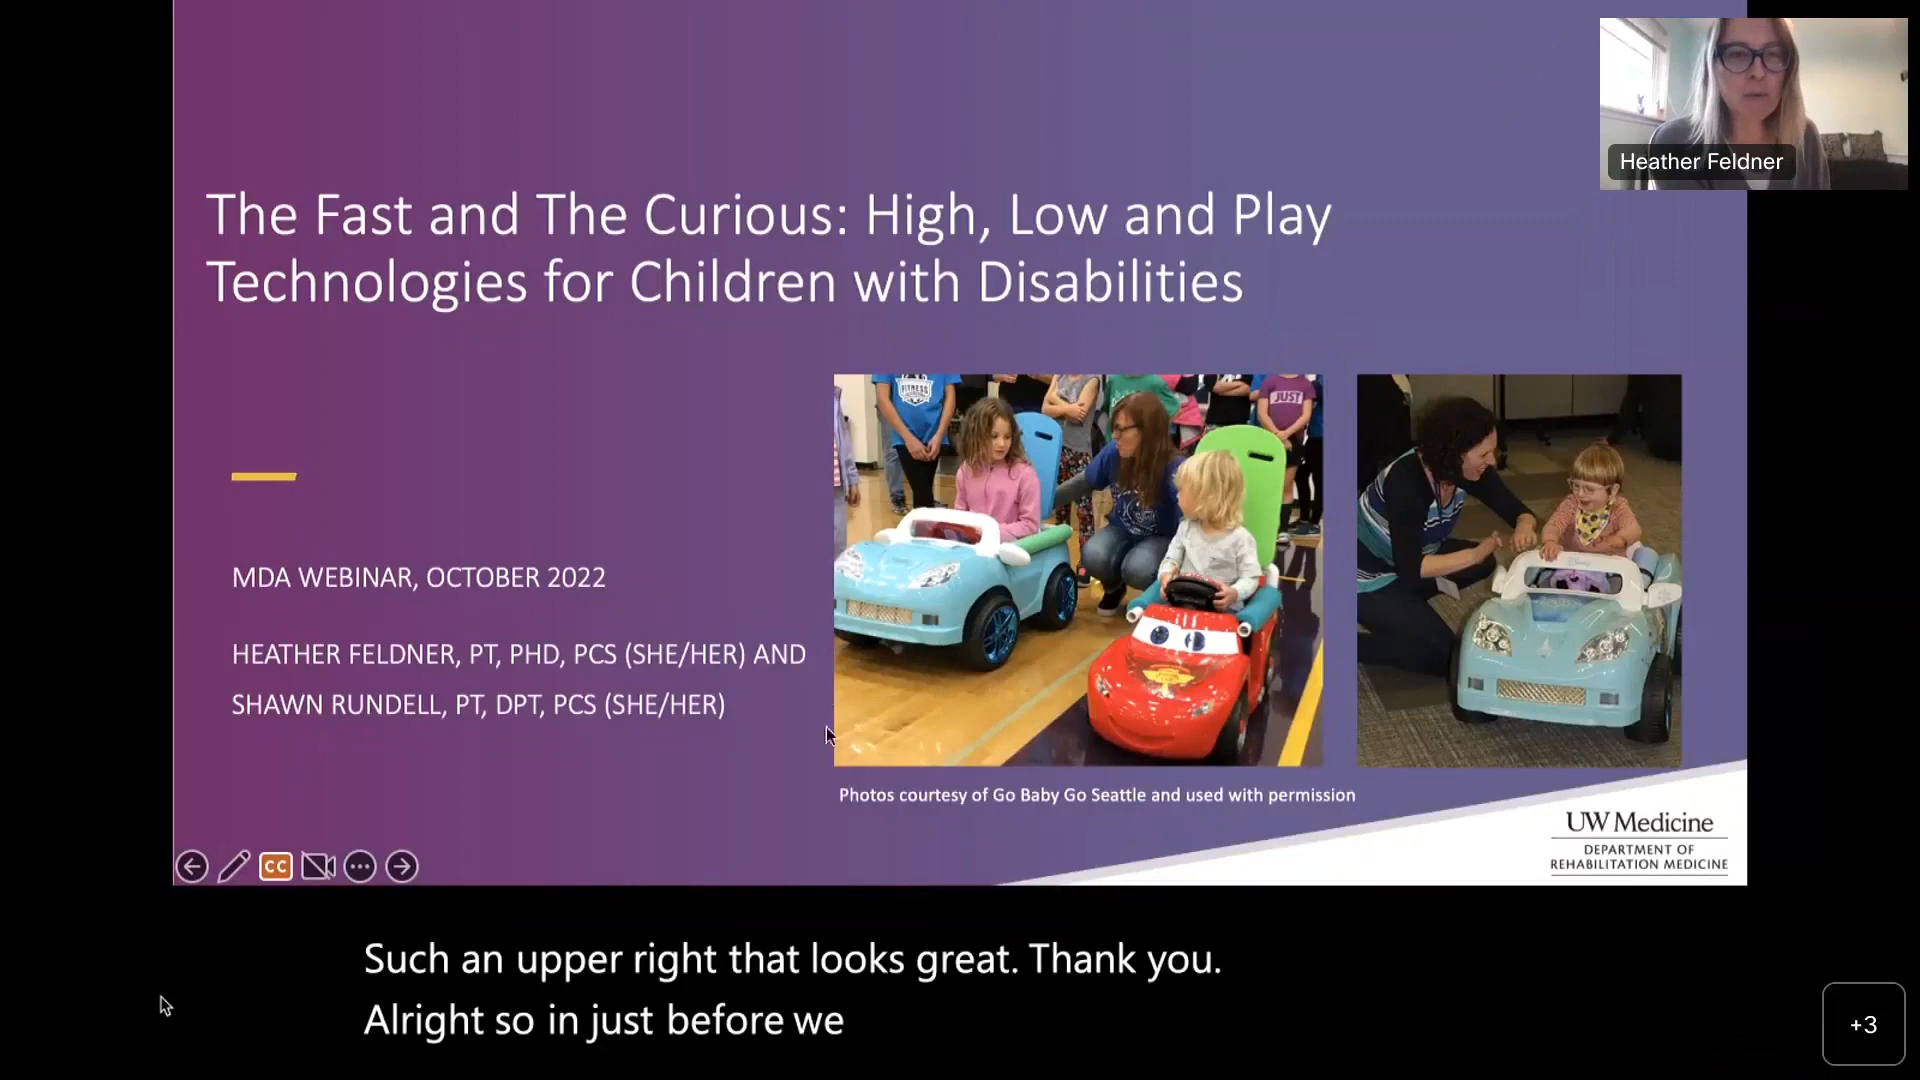 Heather Feldner
The Fast and The Curious: High, Low and Play
Technologies for Children with Disabilities
FITNESS
JUST
MDA WEBINAR, OCTOBER 2022
HEATHER FELDNER, PT, PHD, PCS (SHE/HER) AND
SHAWN RUNDELL, PT, DPT, PCS (SHE/HER)
Photos courtesy of Go Baby Go Seattle and used with permission
UW Medicine
DEPARTMENT OF
REHABILITATION MEDICINE
CC
Such an upper right that looks great. Thank you.
Alright so in just before we
+3